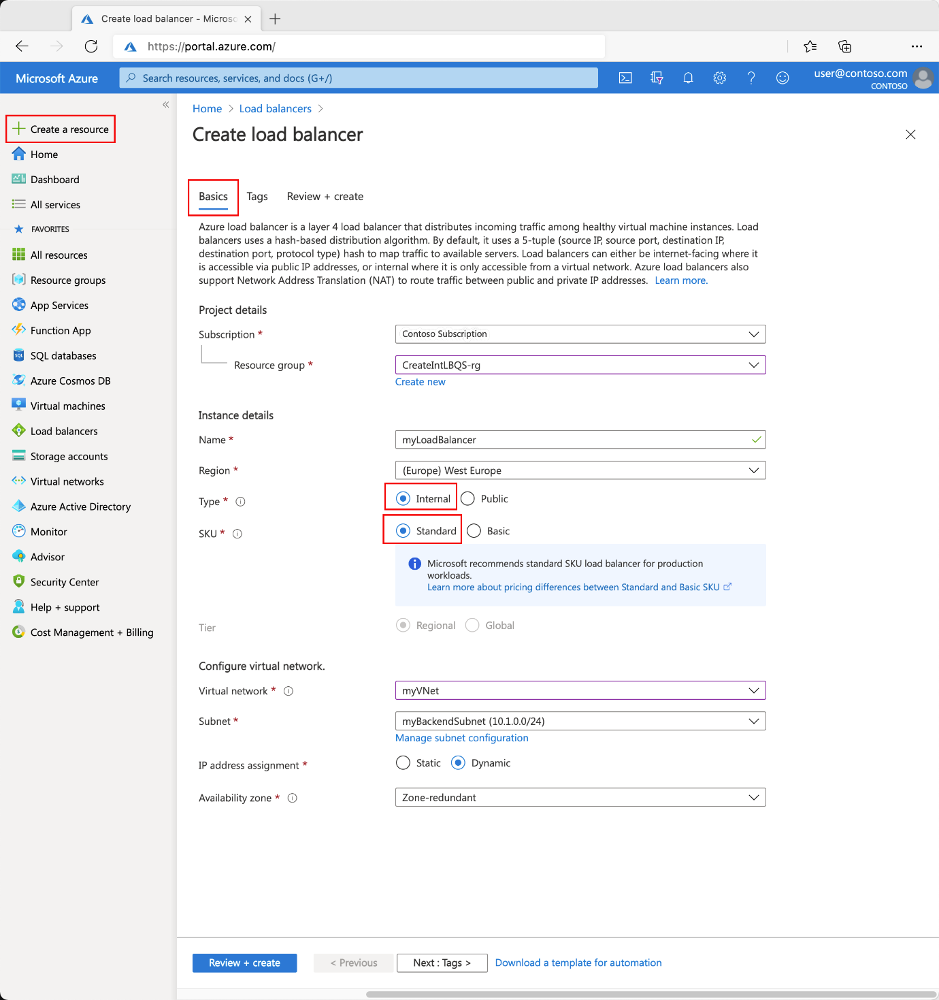 Create load balancer - Micros
https://portal.azure.com/
Microsoft Azure
Search resources, services, and docs (G+/)
user@contoso.com
CONTOSO
Create a resource
Home
Dashboard
All services
FAVORITES
All resources
Resource groups
App Services
Function App
SQL databases
Azure Cosmos DB
Virtual machines
Load balancers
Storage accounts
Virtual networks
Azure Active Directory
Monitor
Advisor
Security Center
Help + support
Cost Management + Billing
Home > Load balancers >
Create load balancer
Basics Tags Review + create
Azure load balancer is a layer 4 load balancer that distributes incoming traffic among healthy virtual machine instances. Load
balancers uses a hash-based distribution algorithm. By default, it uses a 5-tuple (source IP, source port, destination IP,
destination port, protocol type) hash to map traffic to available servers. Load balancers can either be internet-facing where it
is accessible via public IP addresses, or internal where it is only accessible from a virtual network. Azure load balancers also
support Network Address Translation (NAT) to route traffic between public and private IP addresses. Learn more.
Project details
Subscription * Contoso Subscription
Resource group * CreateIntLBQS-rg
Create new
Instance details
Name * myLoadBalancer
Region * (Europe) West Europe
Type * Internal Public
SKU * Standard Basic
Microsoft recommends standard SKU load balancer for production
workloads.
Learn more about pricing differences between Standard and Basic SKU
Tier Regional Global
Configure virtual network.
Virtual network * myVNet
Subnet * myBackendSubnet (10.1.0.0/24)
Manage subnet configuration
IP address assignment * Static Dynamic
Availability zone * Zone-redundant
Review + create < Previous Next : Tags > Download a template for automation